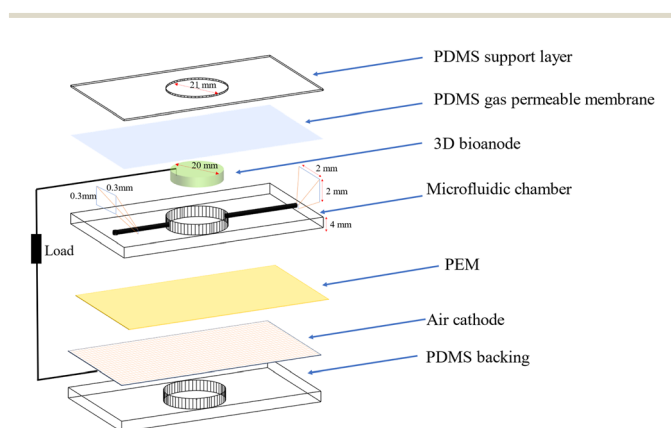 PDMS support layer
21 mm
PDMS gas permeable membrane
3D bioanode
20 mm
2 mm
0.3mm
0.3mm
2 mm
Microfluidic chamber
4 mm
Load
PEM
Air cathode
PDMS backing